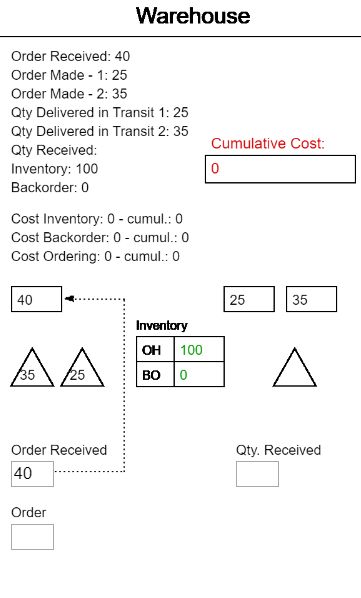 Warehouse
Order Received: 40
Order Made - 1: 25
Order Made - 2: 35
Qty Delivered in Transit 1: 25
Qty Delivered in Transit 2: 35
Qty Received:
Inventory: 100
Backorder: 0
Cumulative Cost:
0
Cost Inventory: 0 - cumul.: 0
Cost Backorder: 0 - cumul.: 0
Cost Ordering: 0 - cumul.: 0
40
25 35
Inventory
OH 100
BO 0
35 25
Order Received
40
Qty. Received
Order